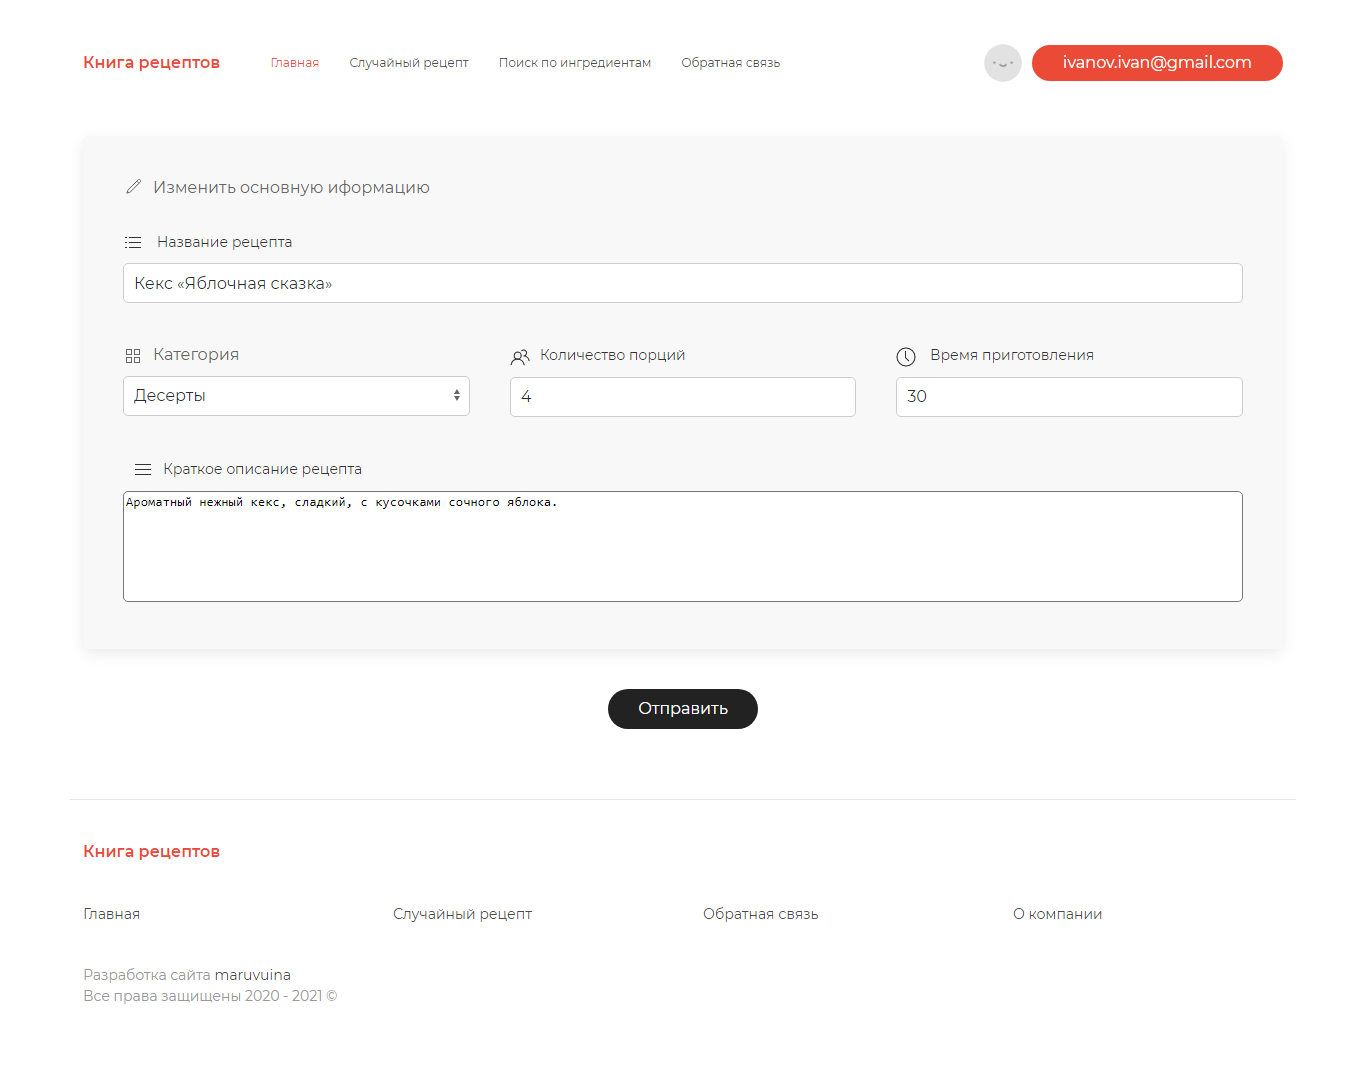 Книга рецептов
Главная
Случайный рецепт
Поиск по ингредиентам
Обратная связь
ivanov.ivan@gmail.com
Изменить основную иформацию
Название рецепта
Кекс «Яблочная сказка»
Категория
Количество порций
Время приготовления
Десерты
4
30
Краткое описание рецепта
Ароматный нежный кекс, сладкий, с кусочками сочного яблока.
Отправить
Книга рецептов
Главная
Случайный рецепт
Обратная связь
О компании
Разработка сайта maruvuina
Все права защищены 2020 - 2021 ©